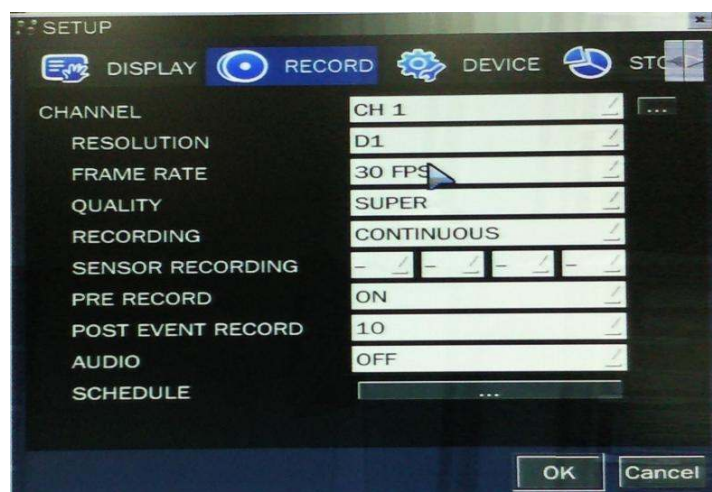 SETUP
DISPLAY RECORD DEVICE
CHANNEL CH 1 ...
RESOLUTION D1
FRAME RATE 30 FPS
QUALITY SUPER
RECORDING CONTINUOUS
SENSOR RECORDING - - - -
PRE RECORD ON
POST EVENT RECORD 10
AUDIO OFF
SCHEDULE ...
OK Cancel